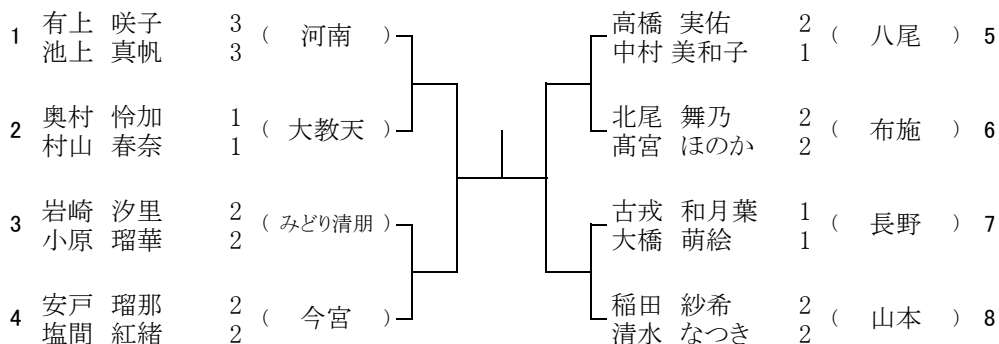 1 有上 咲子 3 ( 河南 )
池上 真帆 3
2 奥村 怜加 1 ( 大教天 )
村山 春奈 1
3 岩崎 汐里 2 ( みどり清朋 )
小原 瑠華 2
4 安戸 瑠那 2 ( 今宮 )
塩間 紅緒 2
高橋 実佑 2 ( 八尾 ) 5
中村 美和子 1
北尾 舞乃 2 ( 布施 ) 6
髙宮 ほのか 2
古戎 和月葉 1 ( 長野 ) 7
大橋 萌絵 1
稲田 紗希 2 ( 山本 ) 8
清水 なつき 2